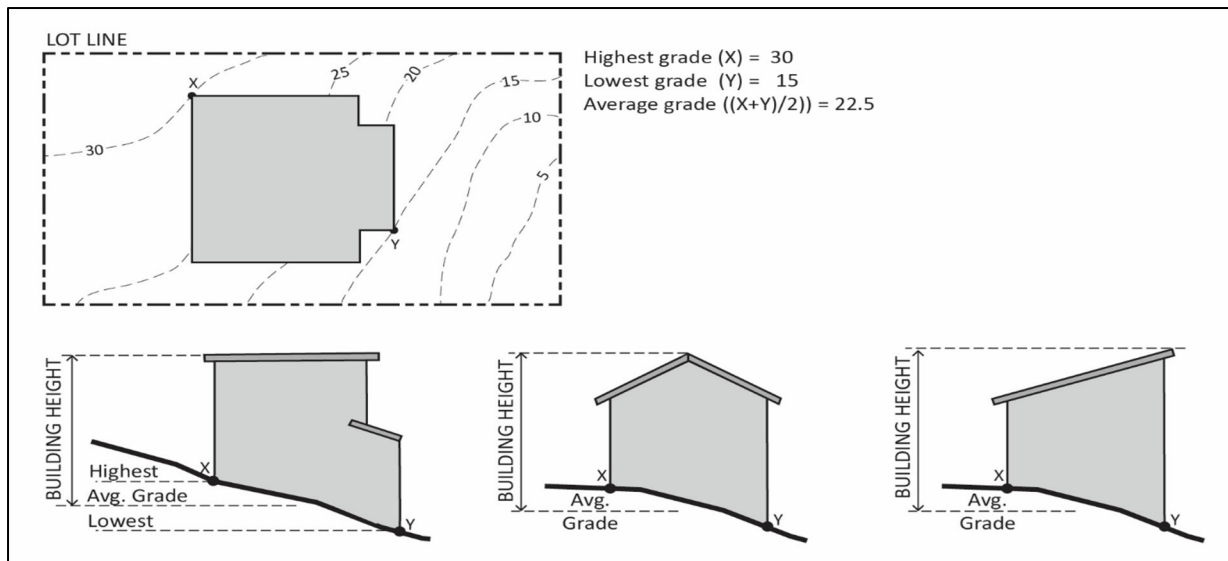 LOT LINE
Highest grade (X) = 30
Lowest grade (Y) = 15
Average grade ((X+Y)/2)) = 22.5
X
25
20
15
10
30
5
Y
BUILDING HEIGHT
Highest
X
Avg. Grade
Lowest
Y
BUILDING HEIGHT
X
Avg.
Grade
Y
BUILDING HEIGHT
X
Avg.
Grade
Y